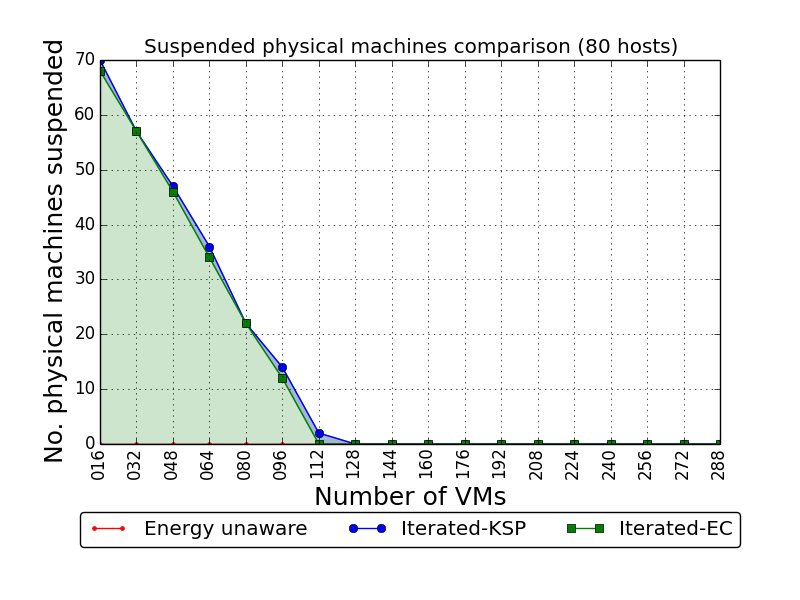 Suspended physical machines comparison (80 hosts)
No. physical machines suspended
70
60
50
40
30
20
10
0
016 032 048 064 080 096 112 128 144 160 176 192 208 224 240 256 272 288
Number of VMs
Energy unaware Iterated-KSP Iterated-EC